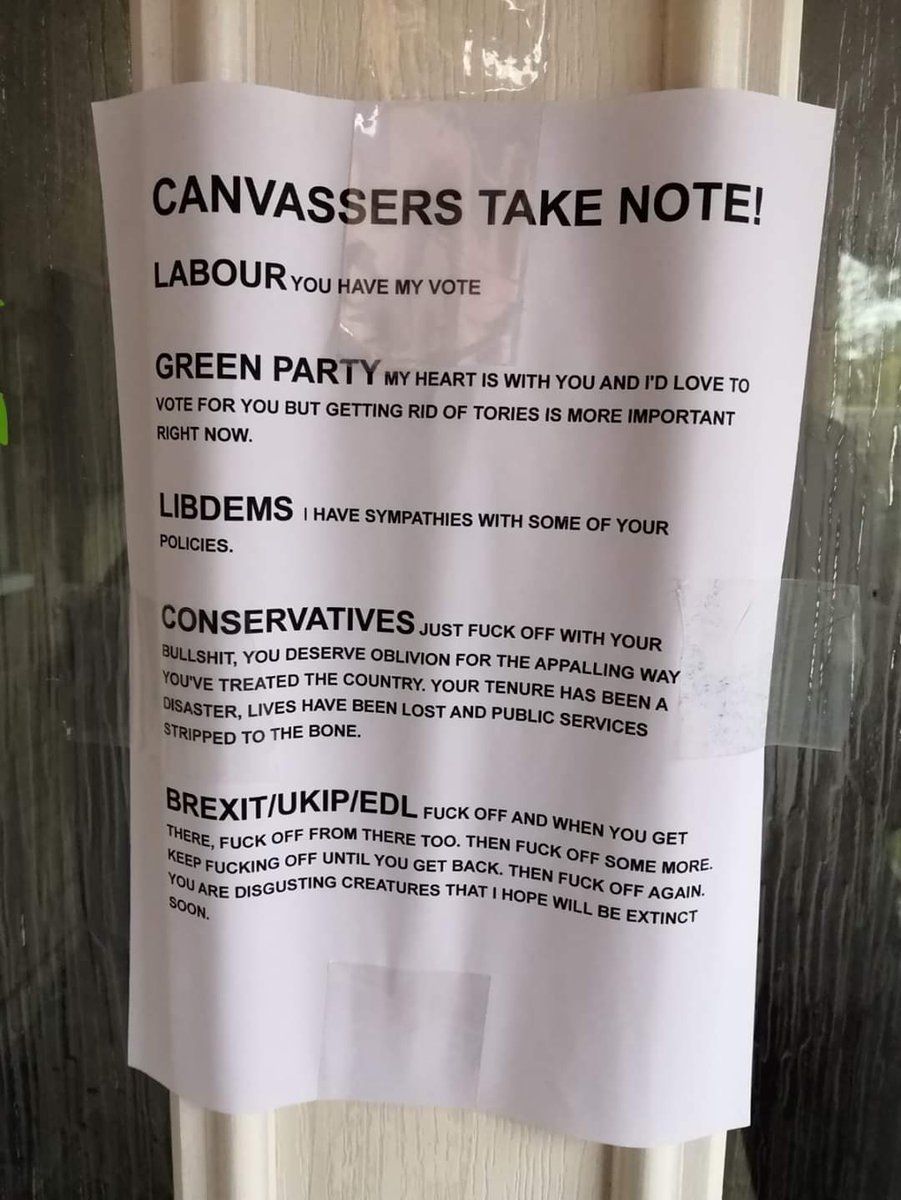 CANVASSERS TAKE NOTE!
LABOUR YOU HAVE MY VOTE
GREEN PARTY MY HEART IS WITH YOU AND I'D LOVE TO
VOTE FOR YOU BUT GETTING RID OF TORIES IS MORE IMPORTANT
RIGHT NOW.
LIBDEMS I HAVE SYMPATHIES WITH SOME OF YOUR
POLICIES.
CONSERVATIVES JUST FUCK OFF WITH YOUR
BULLSHIT, YOU DESERVE OBLIVION FOR THE APPALLING WAY
YOU'VE TREATED THE COUNTRY. YOUR TENURE HAS BEEN A
DISASTER, LIVES HAVE BEEN LOST AND PUBLIC SERVICES
STRIPPED TO THE BONE.
BREXIT/UKIP/EDL FUCK OFF AND WHEN YOU GET
THERE, FUCK OFF FROM THERE TOO. THEN FUCK OFF SOME MORE.
KEEP FUCKING OFF UNTIL YOU GET BACK. THEN FUCK OFF AGAIN.
YOU ARE DISGUSTING CREATURES THAT I HOPE WILL BE EXTINCT
SOON.